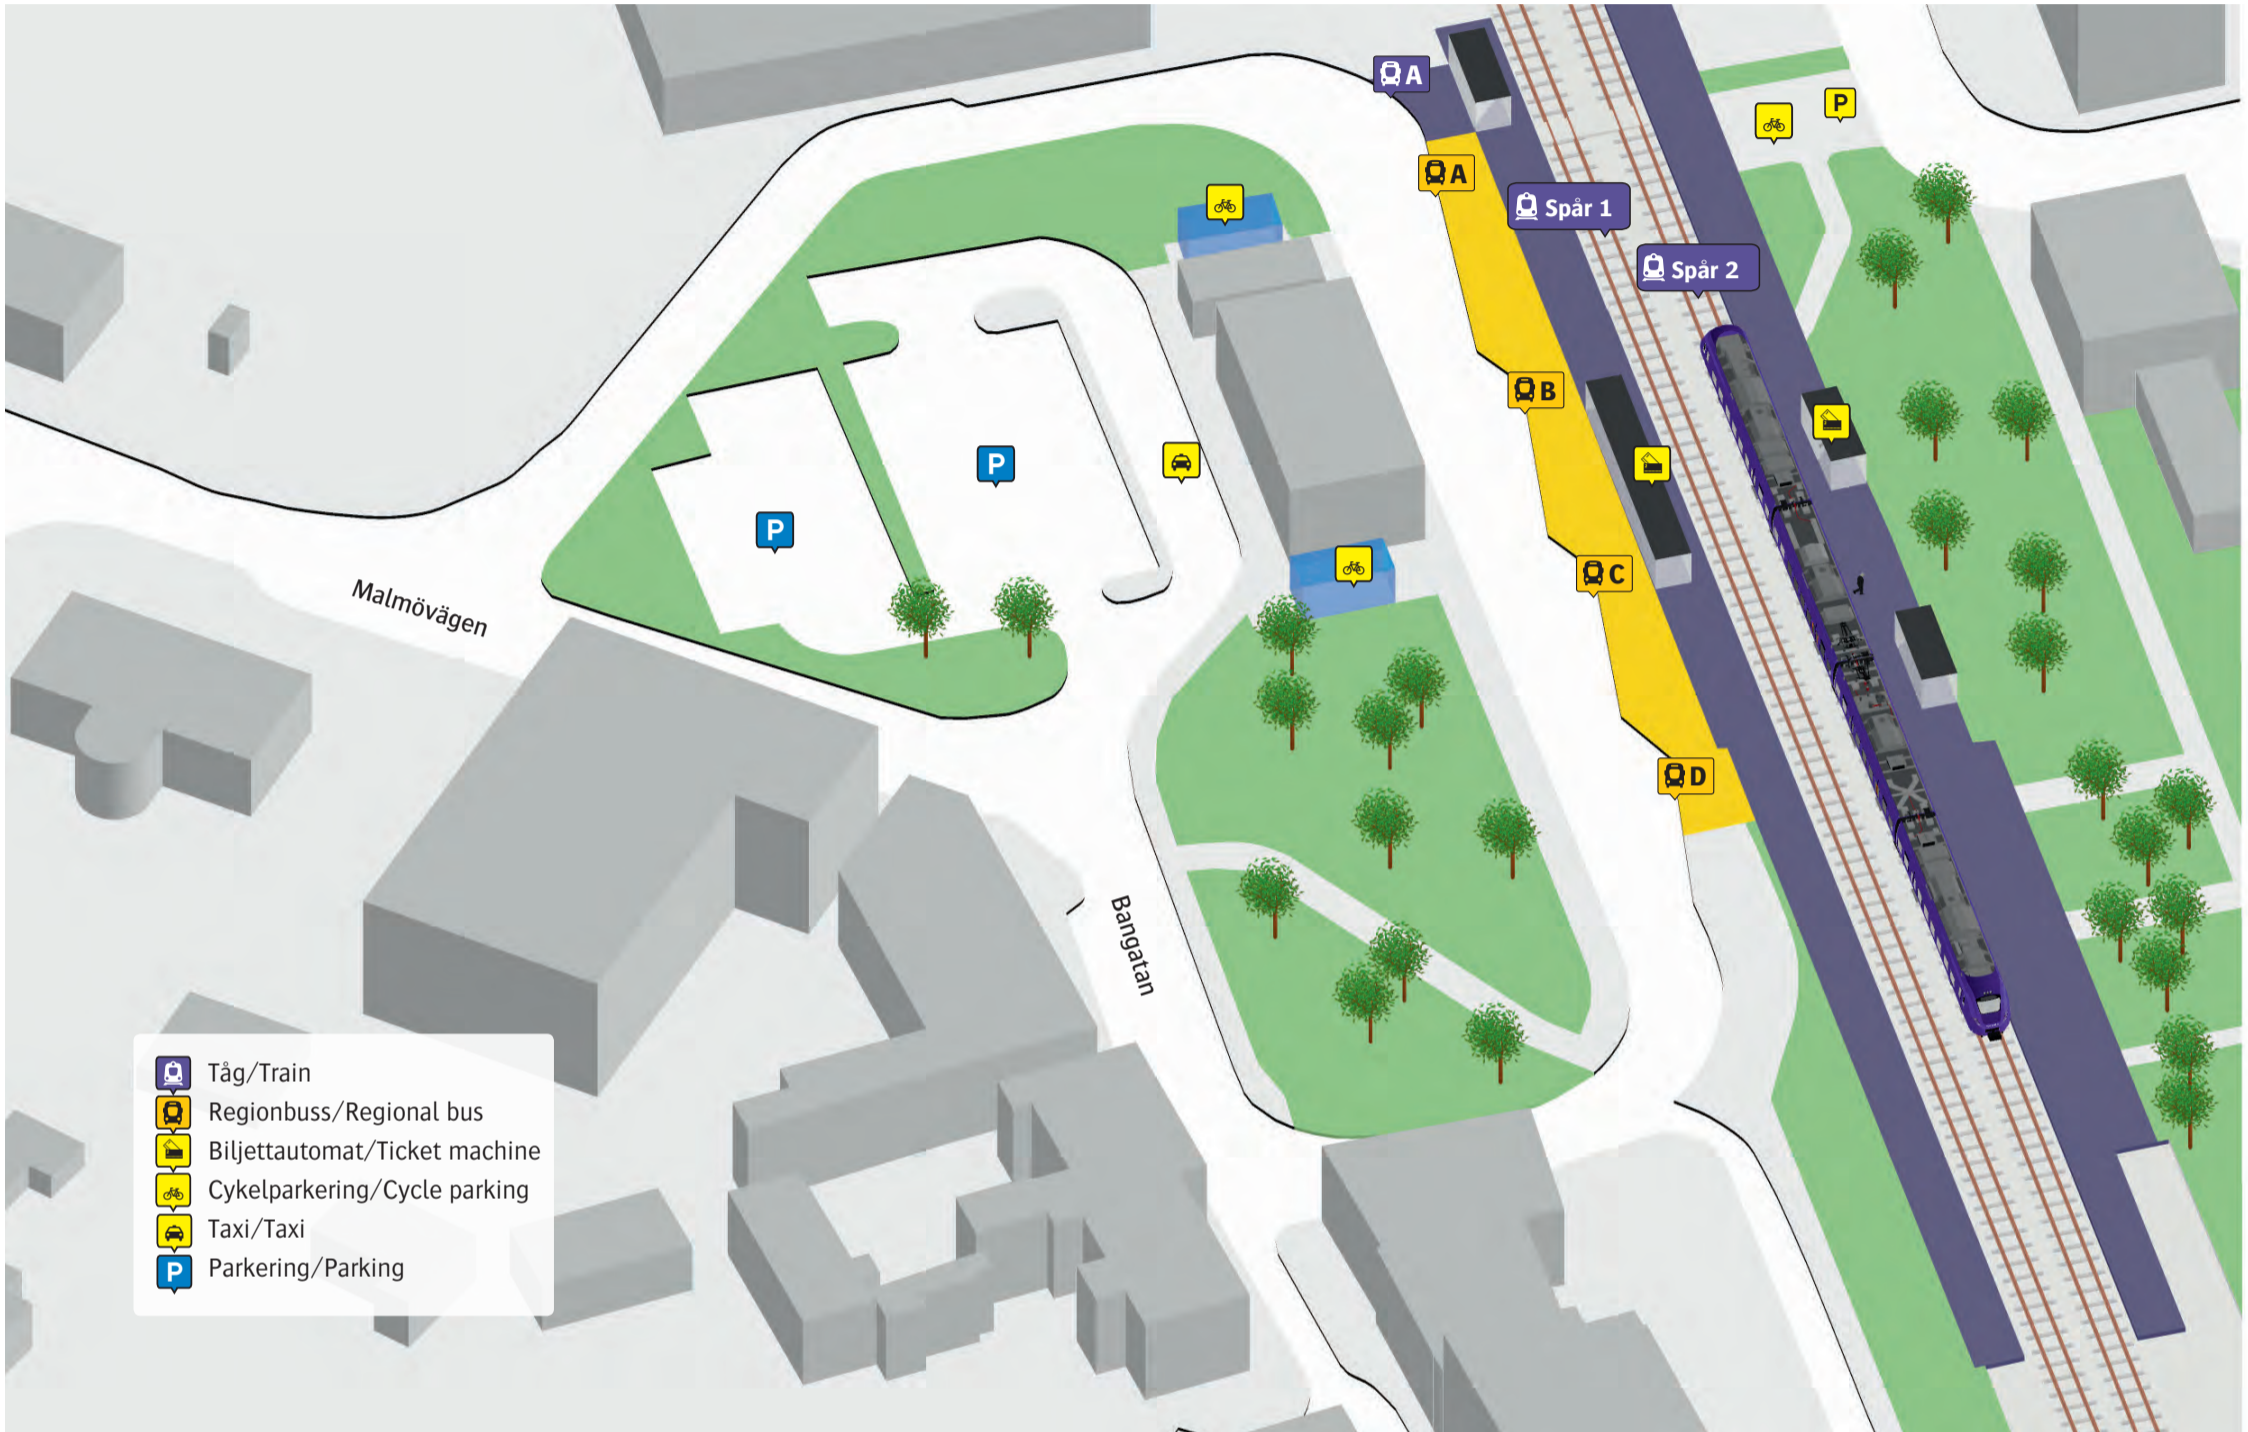 A
P
A
Spår 1
Spår 2
B
P
P
C
Malmövägen
D
Bangatan
Tåg/Train
Regionbuss/Regional bus
Biljettautomat/Ticket machine
Cykelparkering/Cycle parking
Taxi/Taxi
P Parkering/Parking